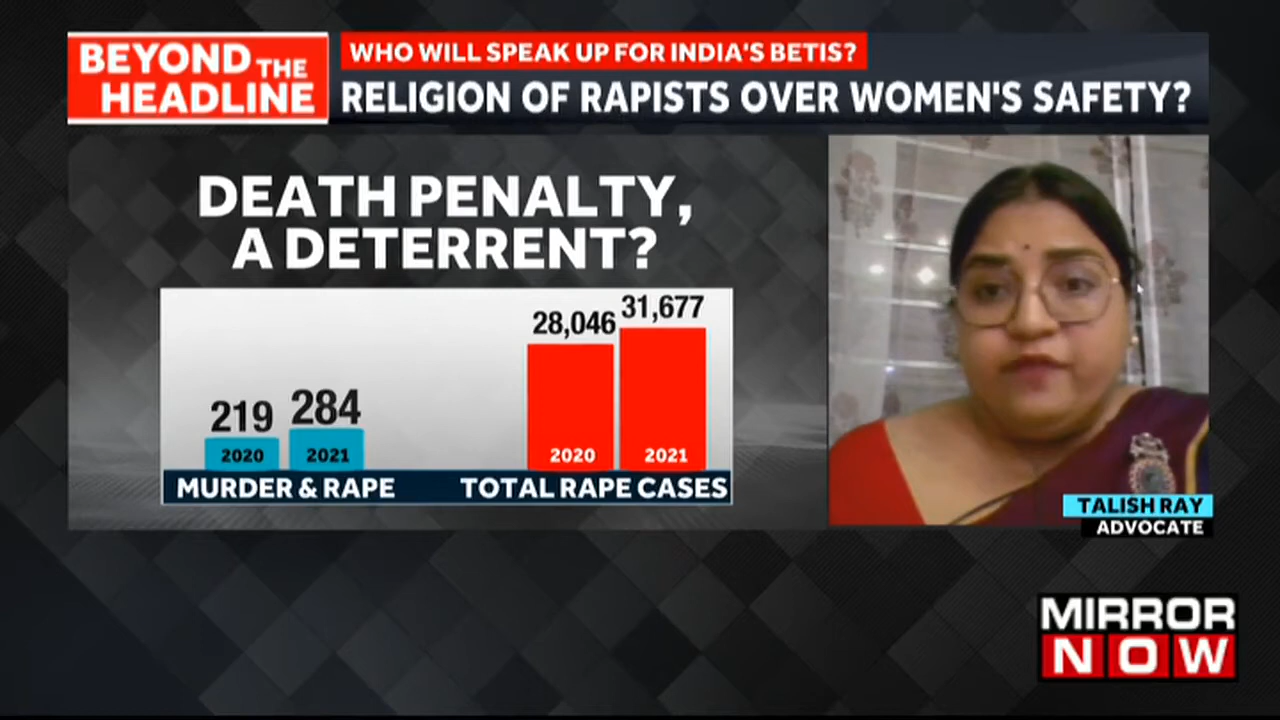 BEYOND THE
HEADLINE
WHO WILL SPEAK UP FOR INDIA'S BETIS?
RELIGION OF RAPISTS OVER WOMEN'S SAFETY?
DEATH PENALTY,
A DETERRENT?
219 284
28,046 31,677
2020 2021
2020 2021
MURDER & RAPE
TOTAL RAPE CASES
TALISH RAY
ADVOCATE
MIRROR
NOW